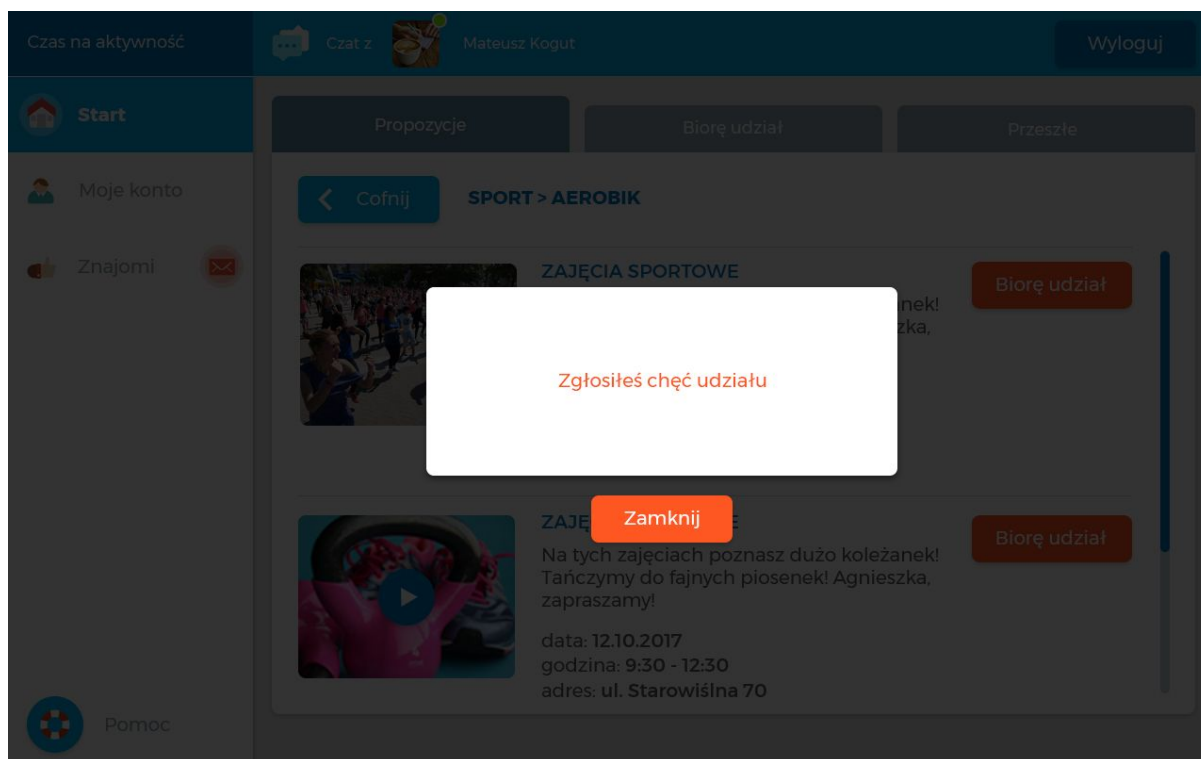 Czas na aktywność
Czat z
Mateusz Kogut
Wyloguj
Start
Moje konto
Znajomi
Pomoc
Propozycje
Biorę udział
Przeszłe
Cofnij
SPORT > AEROBIK
ZAJĘCIA SPORTOWE
Biorę udział
Zgłosiłeś chęć udziału
Zamknij
Biorę udział
Na tych zajęciach poznasz dużo koleżanek!
Tańczymy do fajnych piosenek! Agnieszka,
zapraszamy!
data: 12.10.2017
godzina: 9:30 - 12:30
adres: ul. Starowiślna 70